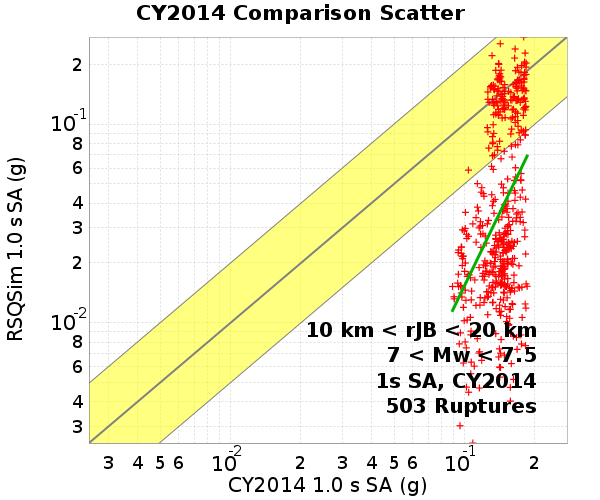 CY2014 Comparison Scatter
RSQSim 1.0 s SA (g)
2
10⁻¹
8
6
4
3
2
10⁻²
8
6
4
3
10 km < rJB < 20 km
7 < Mw < 7.5
1s SA, CY2014
503 Ruptures
3 4 5 6 10⁻² 2 3 4 5 6 10⁻¹ 2
CY2014 1.0 s SA (g)